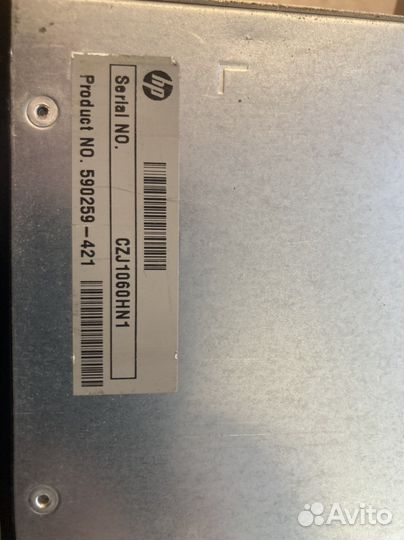 hp
Serial NO.
CZJ1060HN1
Product NO. 590259-421
Avito